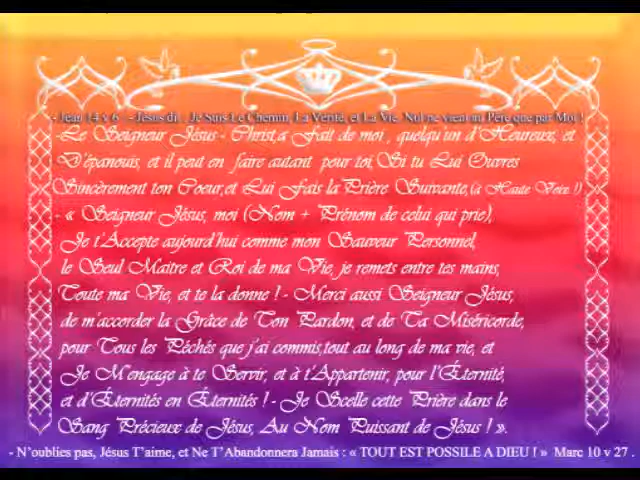 - Jean 14 v 6 - Jésus dit : Je Suis Le Chemin, La Vérité, et La Vie. Nul ne vient au Père que par Moi !
-Le Seigneur Jésus - Christ,a Fait de moi , quelqu'un d'Heureux, et
D'épanouis, et il peut en faire autant pour toi, Si tu Lui Ouvres
Sincèrement ton Coeur,et Lui Fais la Prière Suivante,(à Haute Voix !)
- « Seigneur Jésus, moi (Nom + Prénom de celui qui prie),
Je t'Accepte aujourd'hui comme mon Sauveur Personnel,
le Seul Maitre et Roi de ma Vie, je remets entre tes mains,
Toute ma Vie, et te la donne ! - Merci aussi Seigneur Jésus,
de m'accorder la Grâce de Ton Pardon, et de Ta Miséricorde,
pour Tous les Péchés que j'ai commis,tout au long de ma vie, et
Je M'engage à te Servir, et à t'Appartenir, pour l'Éternité,
et d'Éternités en Éternités ! - Je Scelle cette Prière dans le
Sang Précieux de Jésus, Au Nom Puissant de Jésus ! ».
- N'oublies pas, Jésus T'aime, et Ne T'Abandonnera Jamais : « TOUT EST POSSILE A DIEU ! » Marc 10 v 27 .